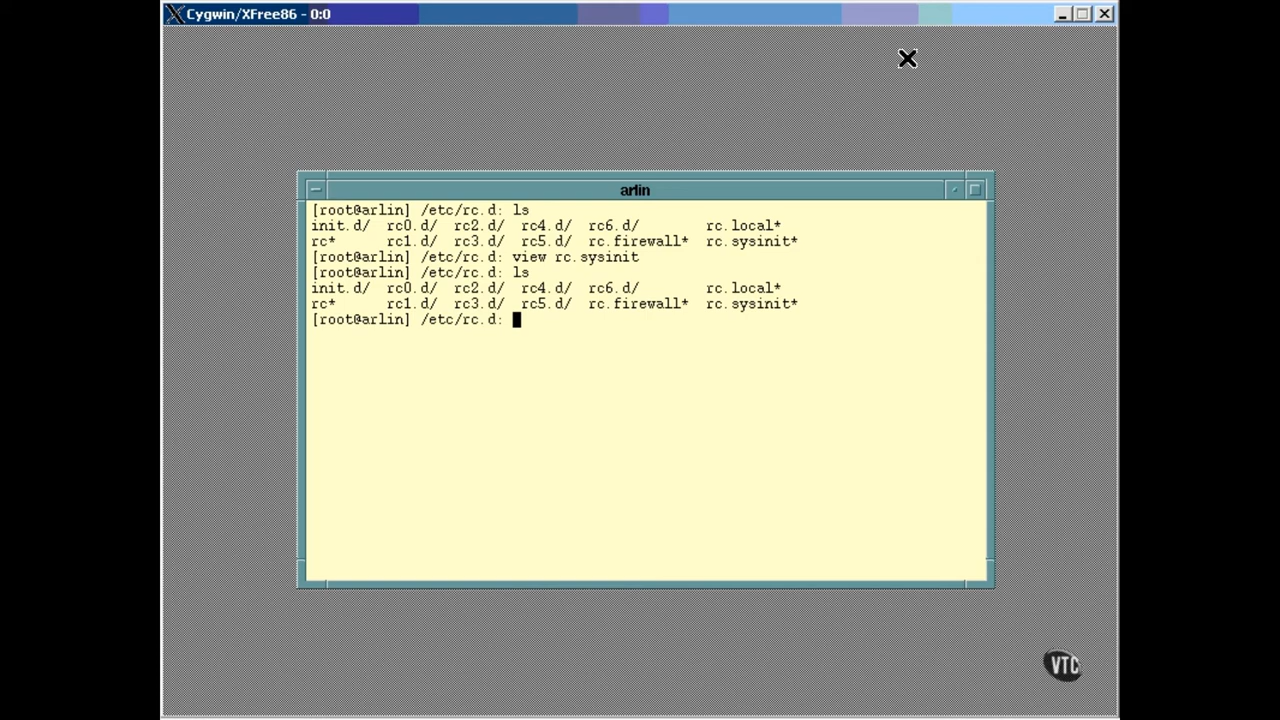 Cygwin/XFree86 - 0:0
arlin
[root@arlin] /etc/rc.d: ls
init.d/  rc0.d/  rc2.d/  rc4.d/  rc6.d/        rc.local*
rc*      rc1.d/  rc3.d/  rc5.d/  rc.firewall*  rc.sysinit*
[root@arlin] /etc/rc.d: view rc.sysinit
[root@arlin] /etc/rc.d: ls
init.d/  rc0.d/  rc2.d/  rc4.d/  rc6.d/        rc.local*
rc*      rc1.d/  rc3.d/  rc5.d/  rc.firewall*  rc.sysinit*
[root@arlin] /etc/rc.d:
VTC